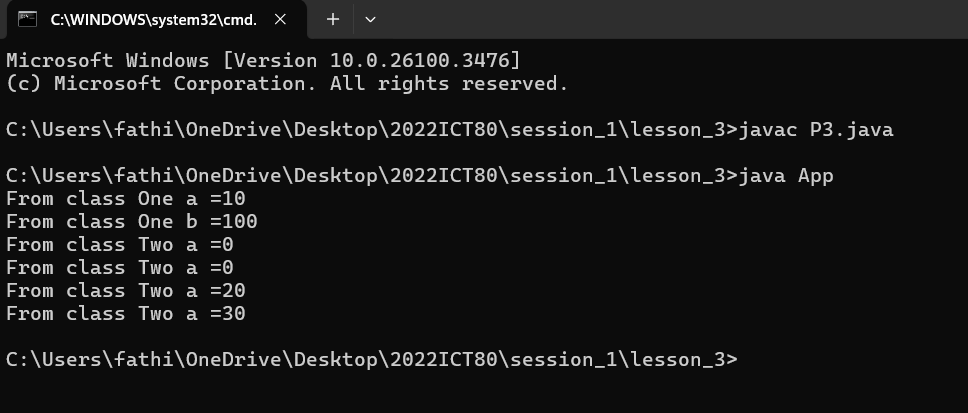 C:\WINDOWS\system32\cmd.
Microsoft Windows [Version 10.0.26100.3476]
(c) Microsoft Corporation. All rights reserved.
C:\Users\fathi\OneDrive\Desktop\2022ICT80\session_1\lesson_3>javac P3.java
C:\Users\fathi\OneDrive\Desktop\2022ICT80\session_1\lesson_3>java App
From class One a =10
From class One b =100
From class Two a =0
From class Two a =0
From class Two a =20
From class Two a =30
C:\Users\fathi\OneDrive\Desktop\2022ICT80\session_1\lesson_3>